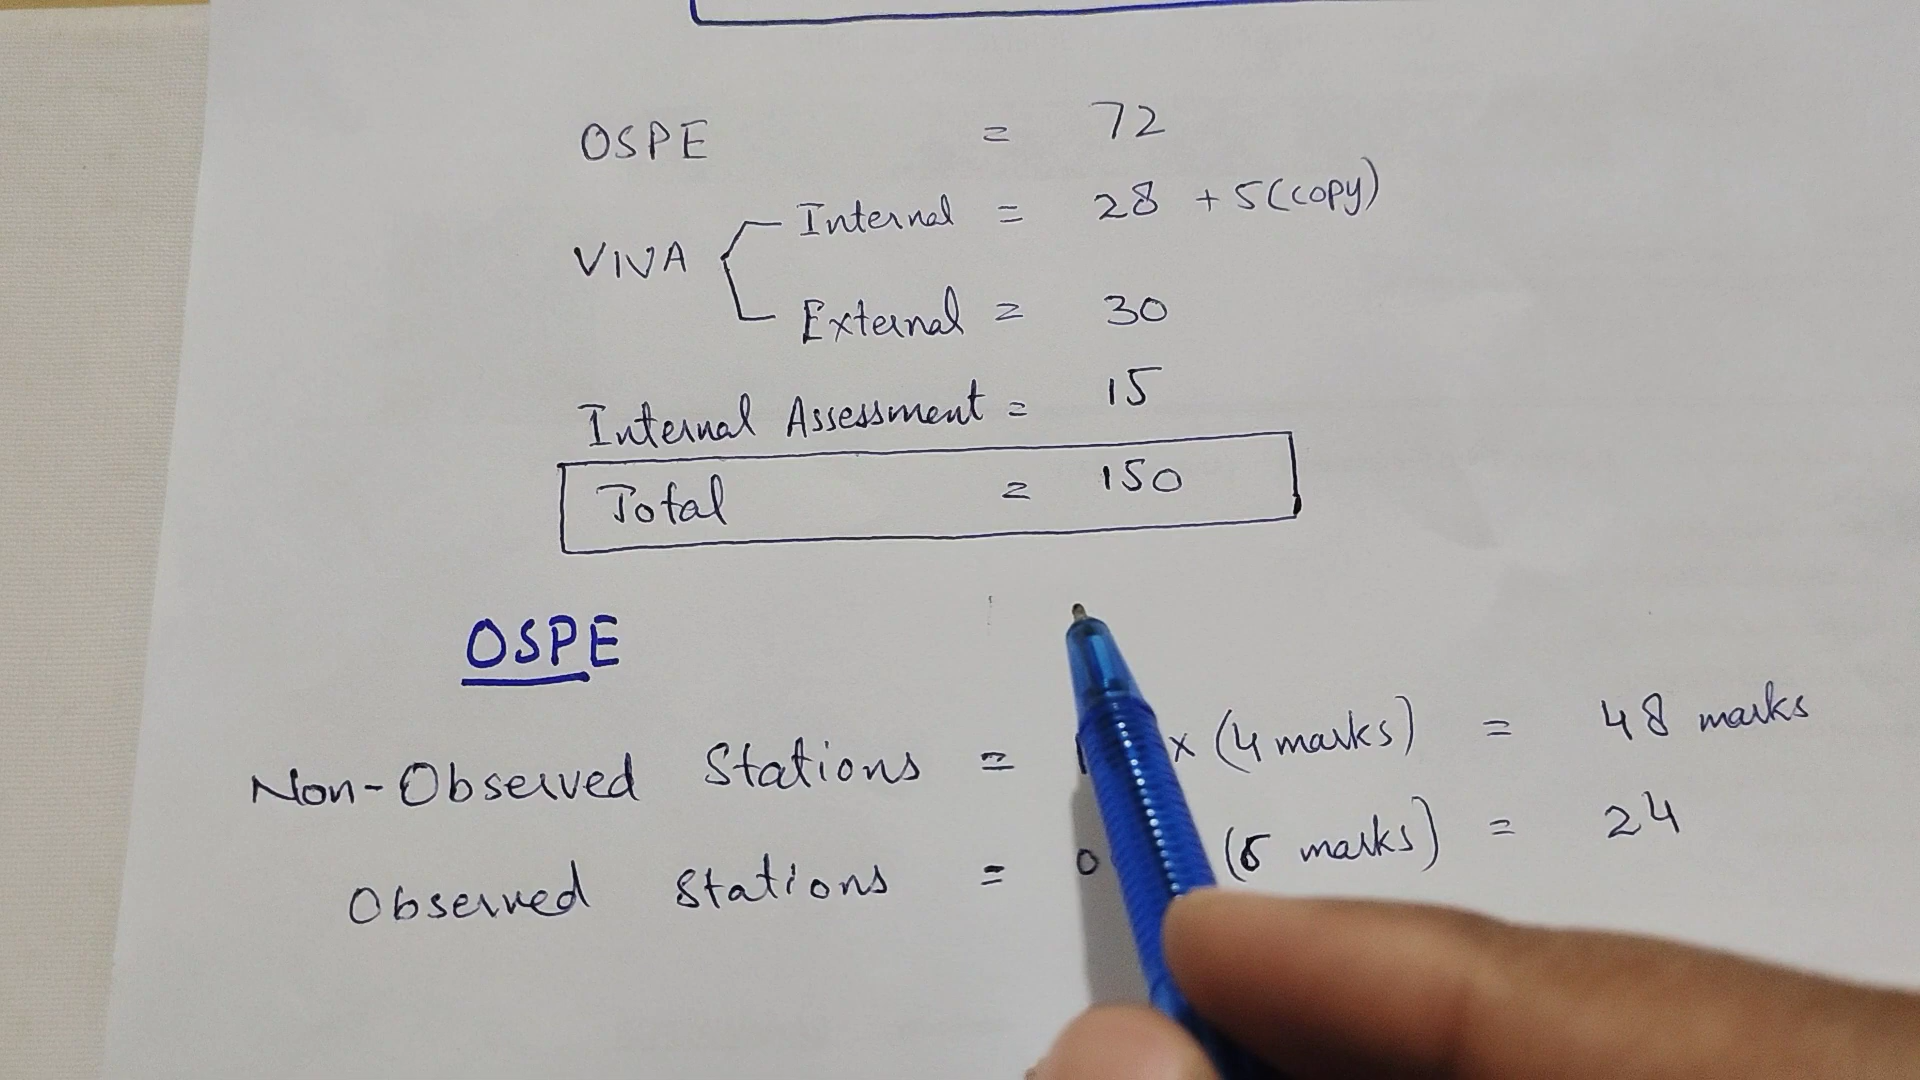 OSPE = 72
VIVA
Internal = 28 + 5 (copy)
External = 30
Internal Assessment = 15
Total = 150
OSPE
Non-Observed Stations = x (4 marks) = 48 marks
Observed Stations = 0 (6 marks) = 24